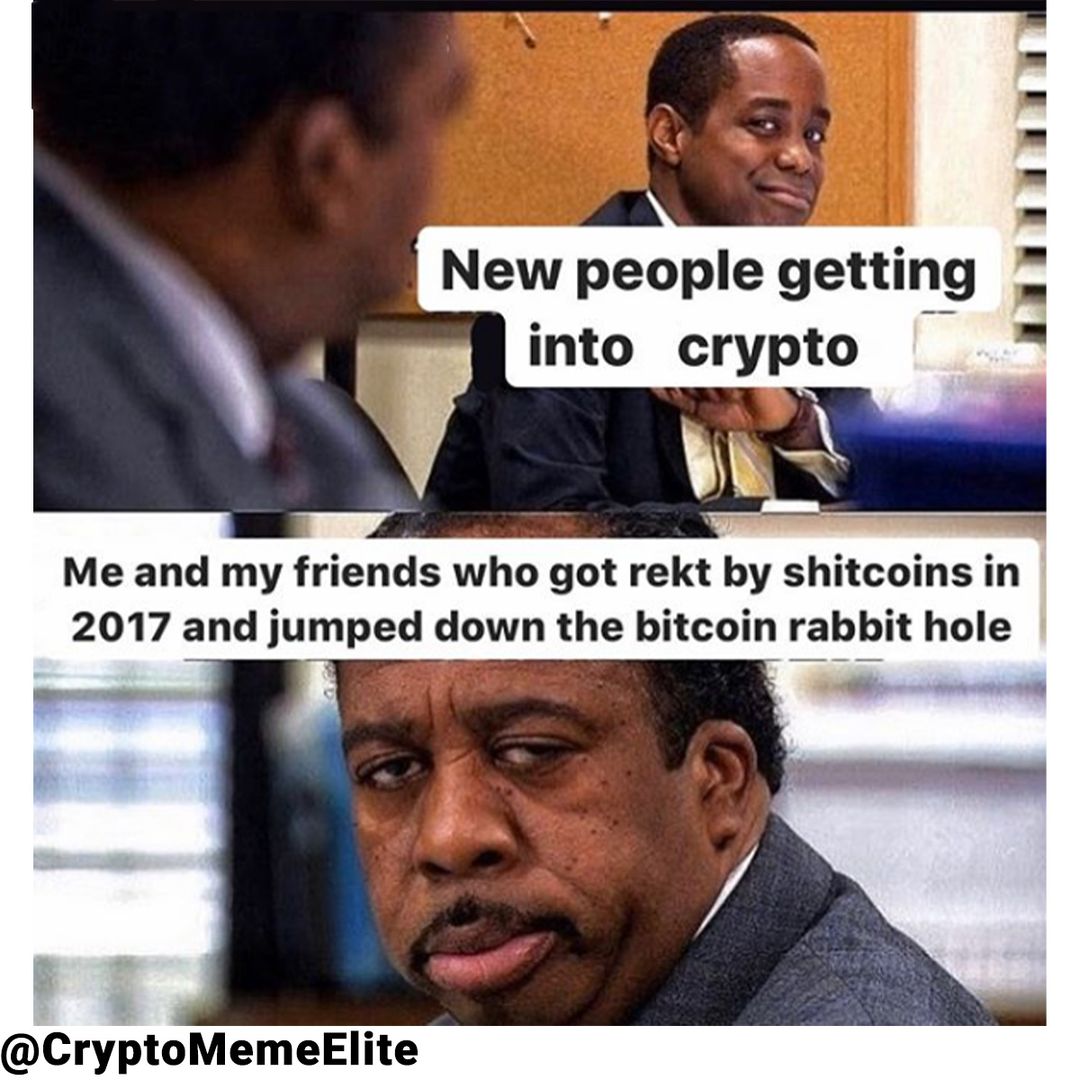 New people getting
into crypto
Me and my friends who got rekt by shitcoins in
2017 and jumped down the bitcoin rabbit hole
@CryptoMemeElite